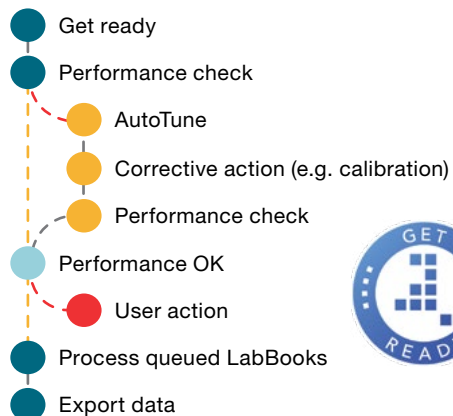 Get ready
Performance check
AutoTune
Corrective action (e.g. calibration)
Performance check
GET
Performance OK
User action
READ
Process queued LabBooks
Export data